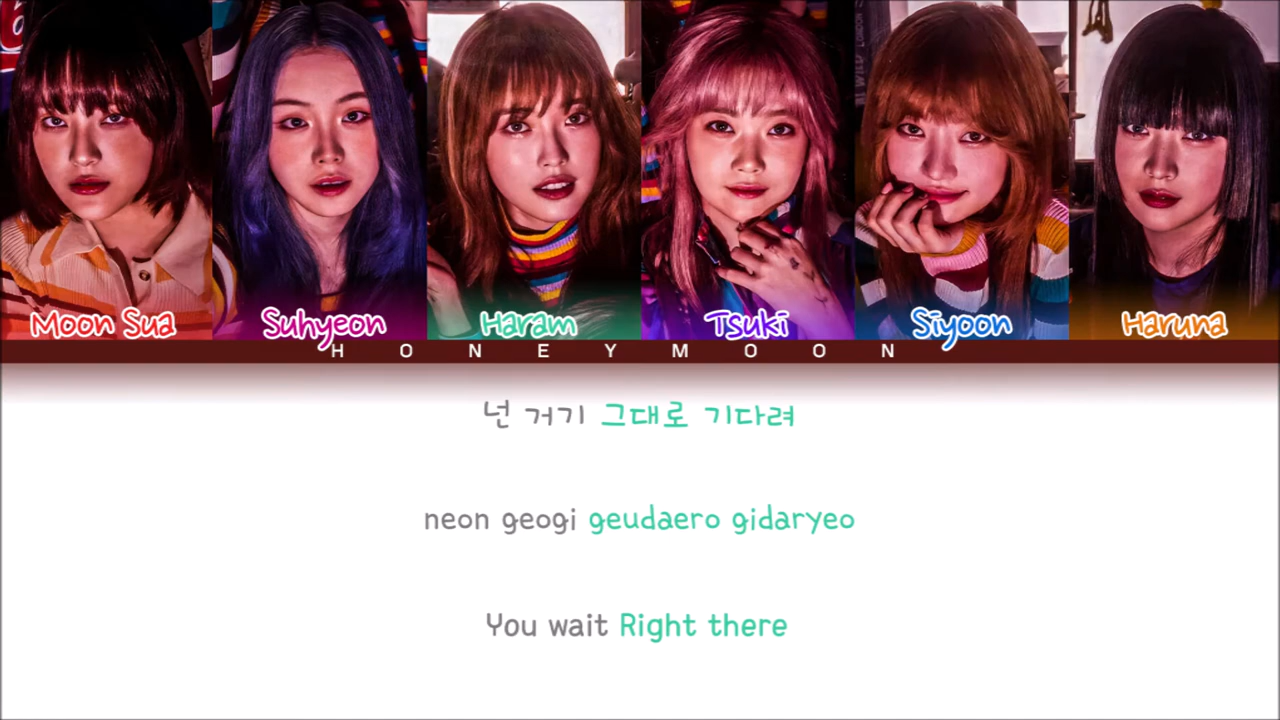 Moon Sua
Suhyeon
Haram
Tsuki
Siyoon
Haruna
HONEYMOON
넌 거기 그대로 기다려
neon geogi geudaero gidaryeo
You wait Right there